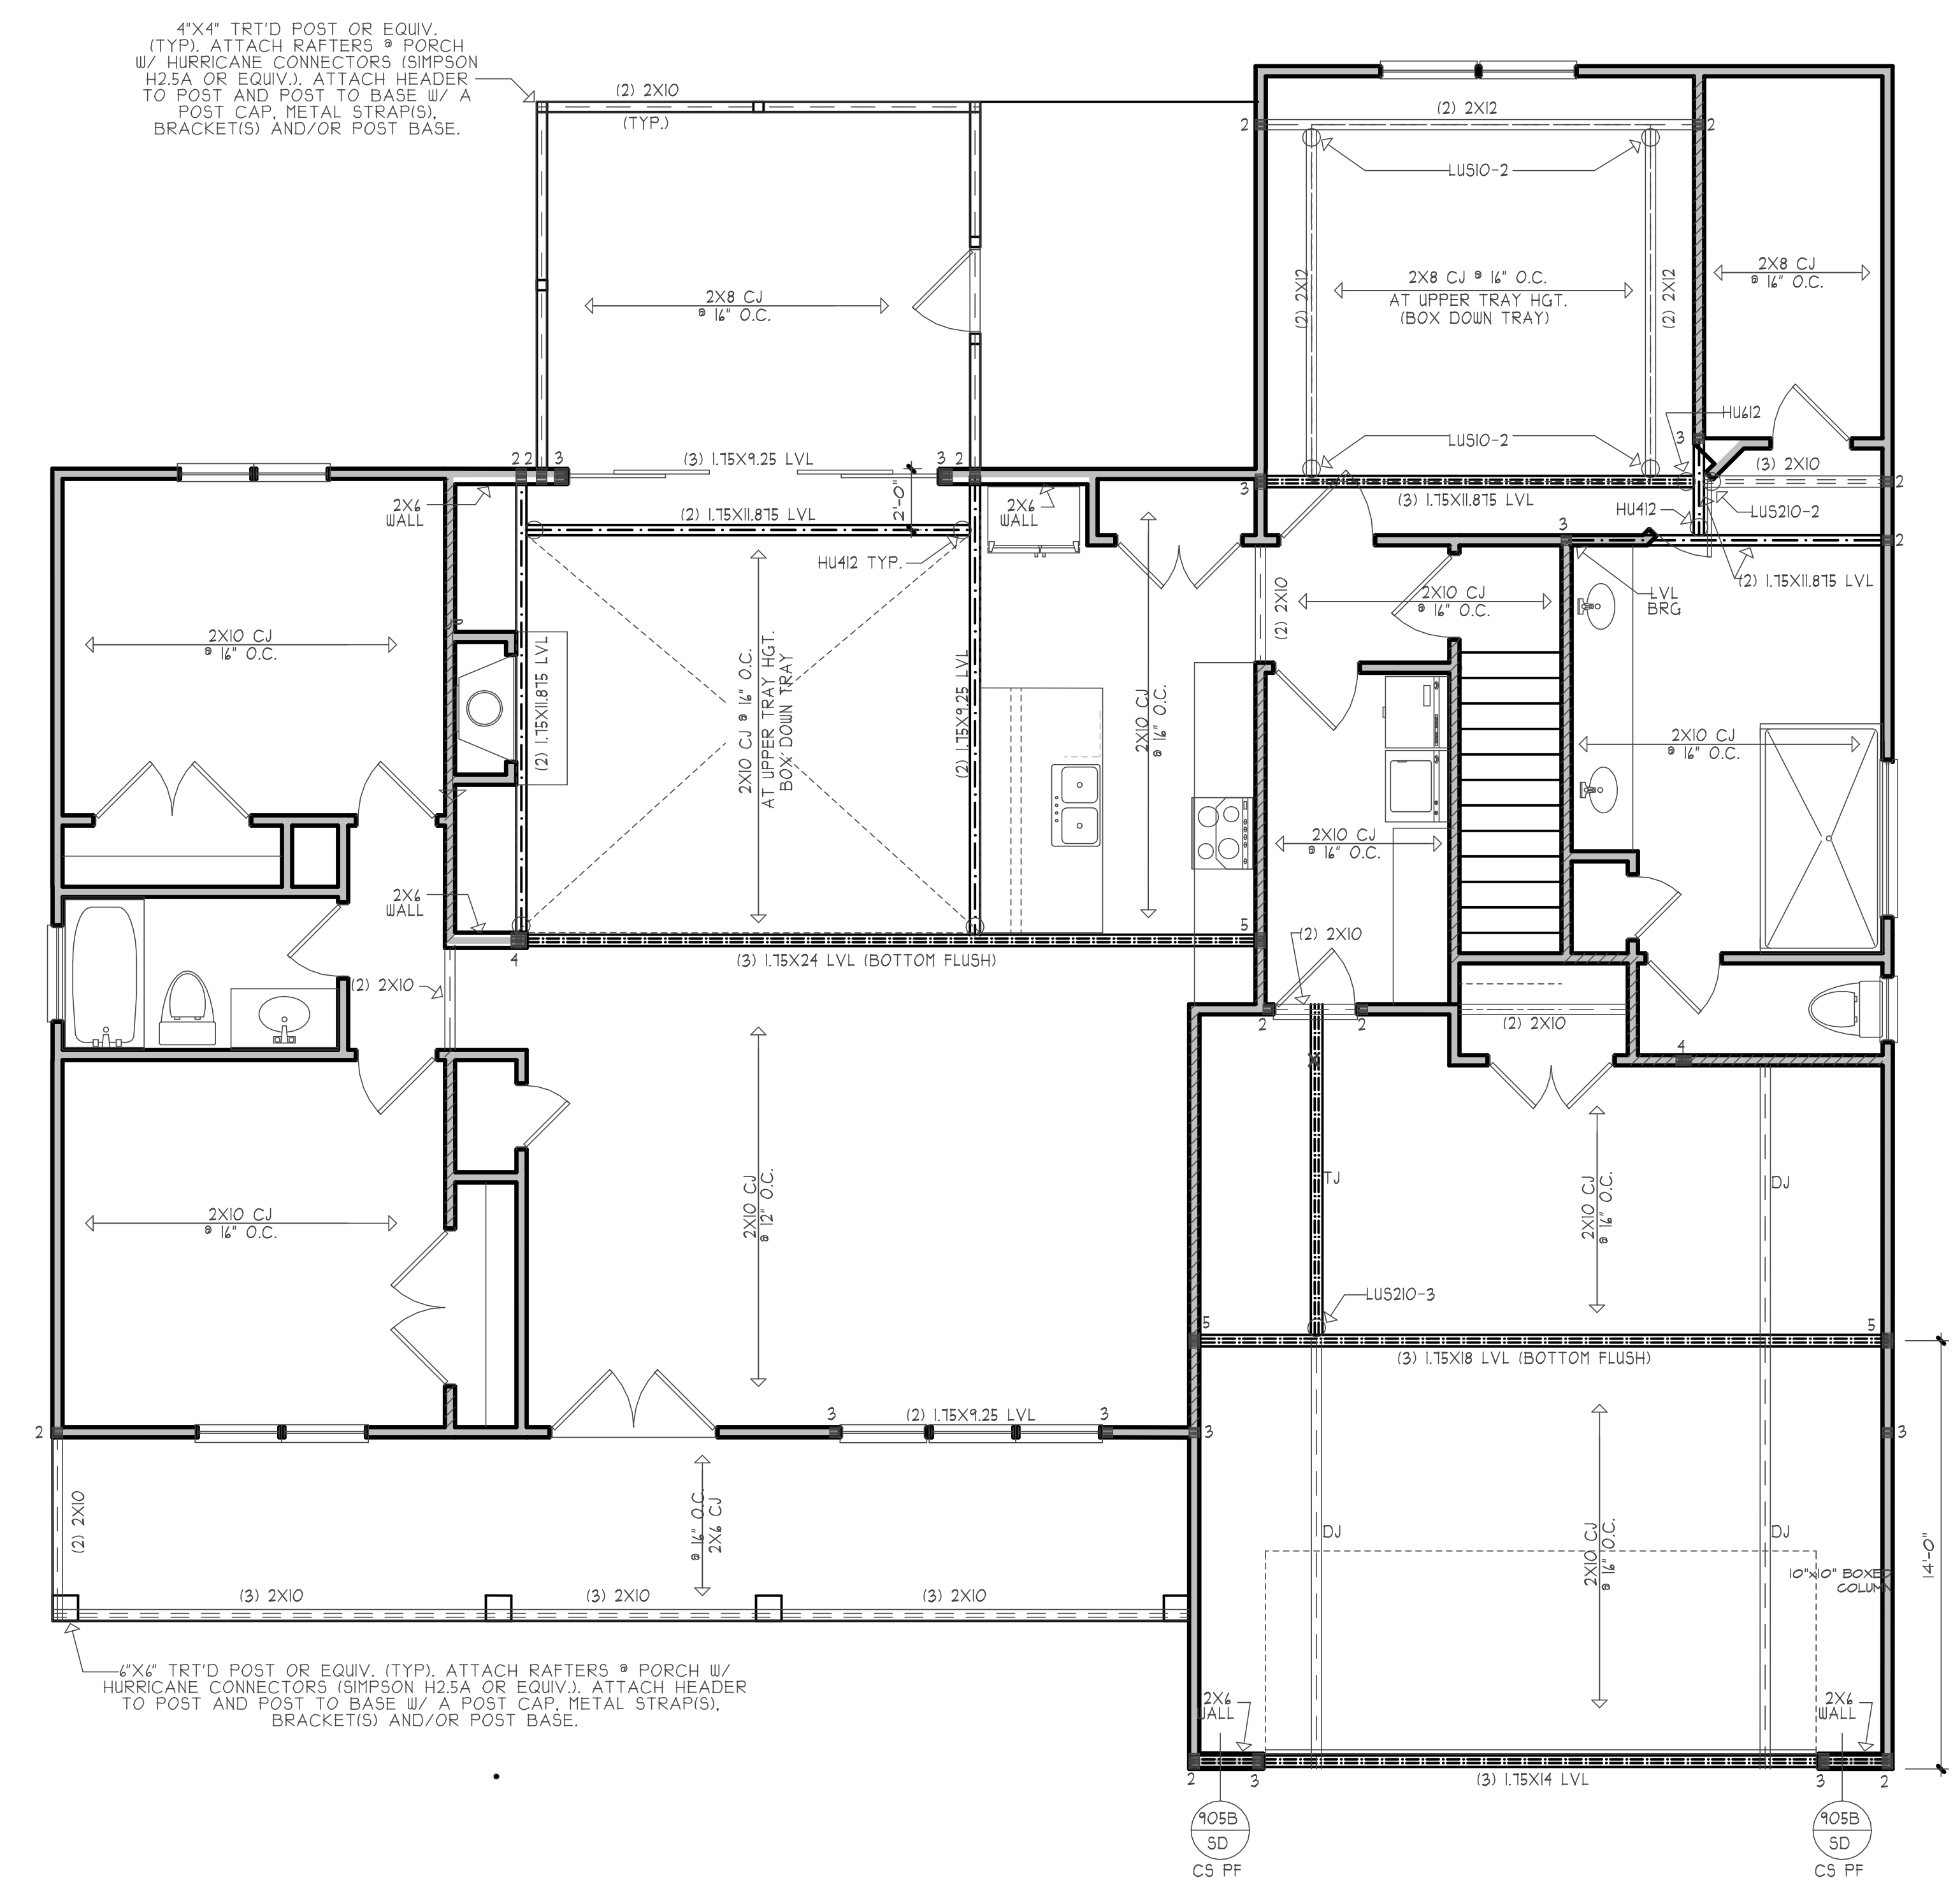 4"X4" TRT'D POST OR EQUIV.
(TYP). ATTACH RAFTERS @ PORCH
W/ HURRICANE CONNECTORS (SIMPSON
H2.5A OR EQUIV.). ATTACH HEADER
TO POST AND POST TO BASE W/ A
POST CAP, METAL STRAP(S),
BRACKET(S) AND/OR POST BASE.
(2) 2X10
(TYP.)
(2) 2X12
2
2
LUS10-2
2X8 CJ
@ 16" O.C.
(2) 2X12
2X8 CJ @ 16" O.C.
AT UPPER TRAY HGT.
(BOX DOWN TRAY)
(2) 2X12
2X8 CJ
@ 16" O.C.
HU612
LUS10-2
3
2 2
3
(3) 1.75X9.25 LVL
3 2
(3) 2X10
2
3
(3) 1.75X11.875 LVL
2'-0"
2X6
WALL
(2) 1.75X11.875 LVL
2X6
WALL
HU412
LUS210-2
3
2
HU412 TYP.
(2) 1.75X11.875 LVL
LVL
BRG
2X10 CJ
@ 16" O.C.
(2) 2X10
2X10 CJ
@ 16" O.C.
(2) 1.75X11.875 LVL
2X10 CJ @ 16" O.C.
AT UPPER TRAY HGT.
BOX DOWN TRAY
(2) 1.75X9.25 LVL
2X10 CJ
@ 16" O.C.
2X10 CJ
@ 16" O.C.
2X10 CJ
@ 16" O.C.
2X6
WALL
4
5
(3) 1.75X24 LVL (BOTTOM FLUSH)
(2) 2X10
(2) 2X10
2
2
(2) 2X10
4
2X10 CJ
@ 16" O.C.
2X10 CJ
@ 12" O.C.
TJ
2X10 CJ
@ 16" O.C.
DJ
LUS210-3
5
5
(3) 1.75X18 LVL (BOTTOM FLUSH)
2
3
(2) 1.75X9.25 LVL
3
3
3
(2) 2X10
@ 16" O.C.
2X6 CJ
DJ
2X10 CJ
@ 16" O.C.
DJ
14'-0"
10"x10" BOXED
COLUMN
(3) 2X10
(3) 2X10
(3) 2X10
6"X6" TRT'D POST OR EQUIV. (TYP). ATTACH RAFTERS @ PORCH W/
HURRICANE CONNECTORS (SIMPSON H2.5A OR EQUIV.). ATTACH HEADER
TO POST AND POST TO BASE W/ A POST CAP, METAL STRAP(S),
BRACKET(S) AND/OR POST BASE.
2X6
WALL
2X6
WALL
2
3
(3) 1.75X14 LVL
3
2
905B
SD
CS PF
905B
SD
CS PF